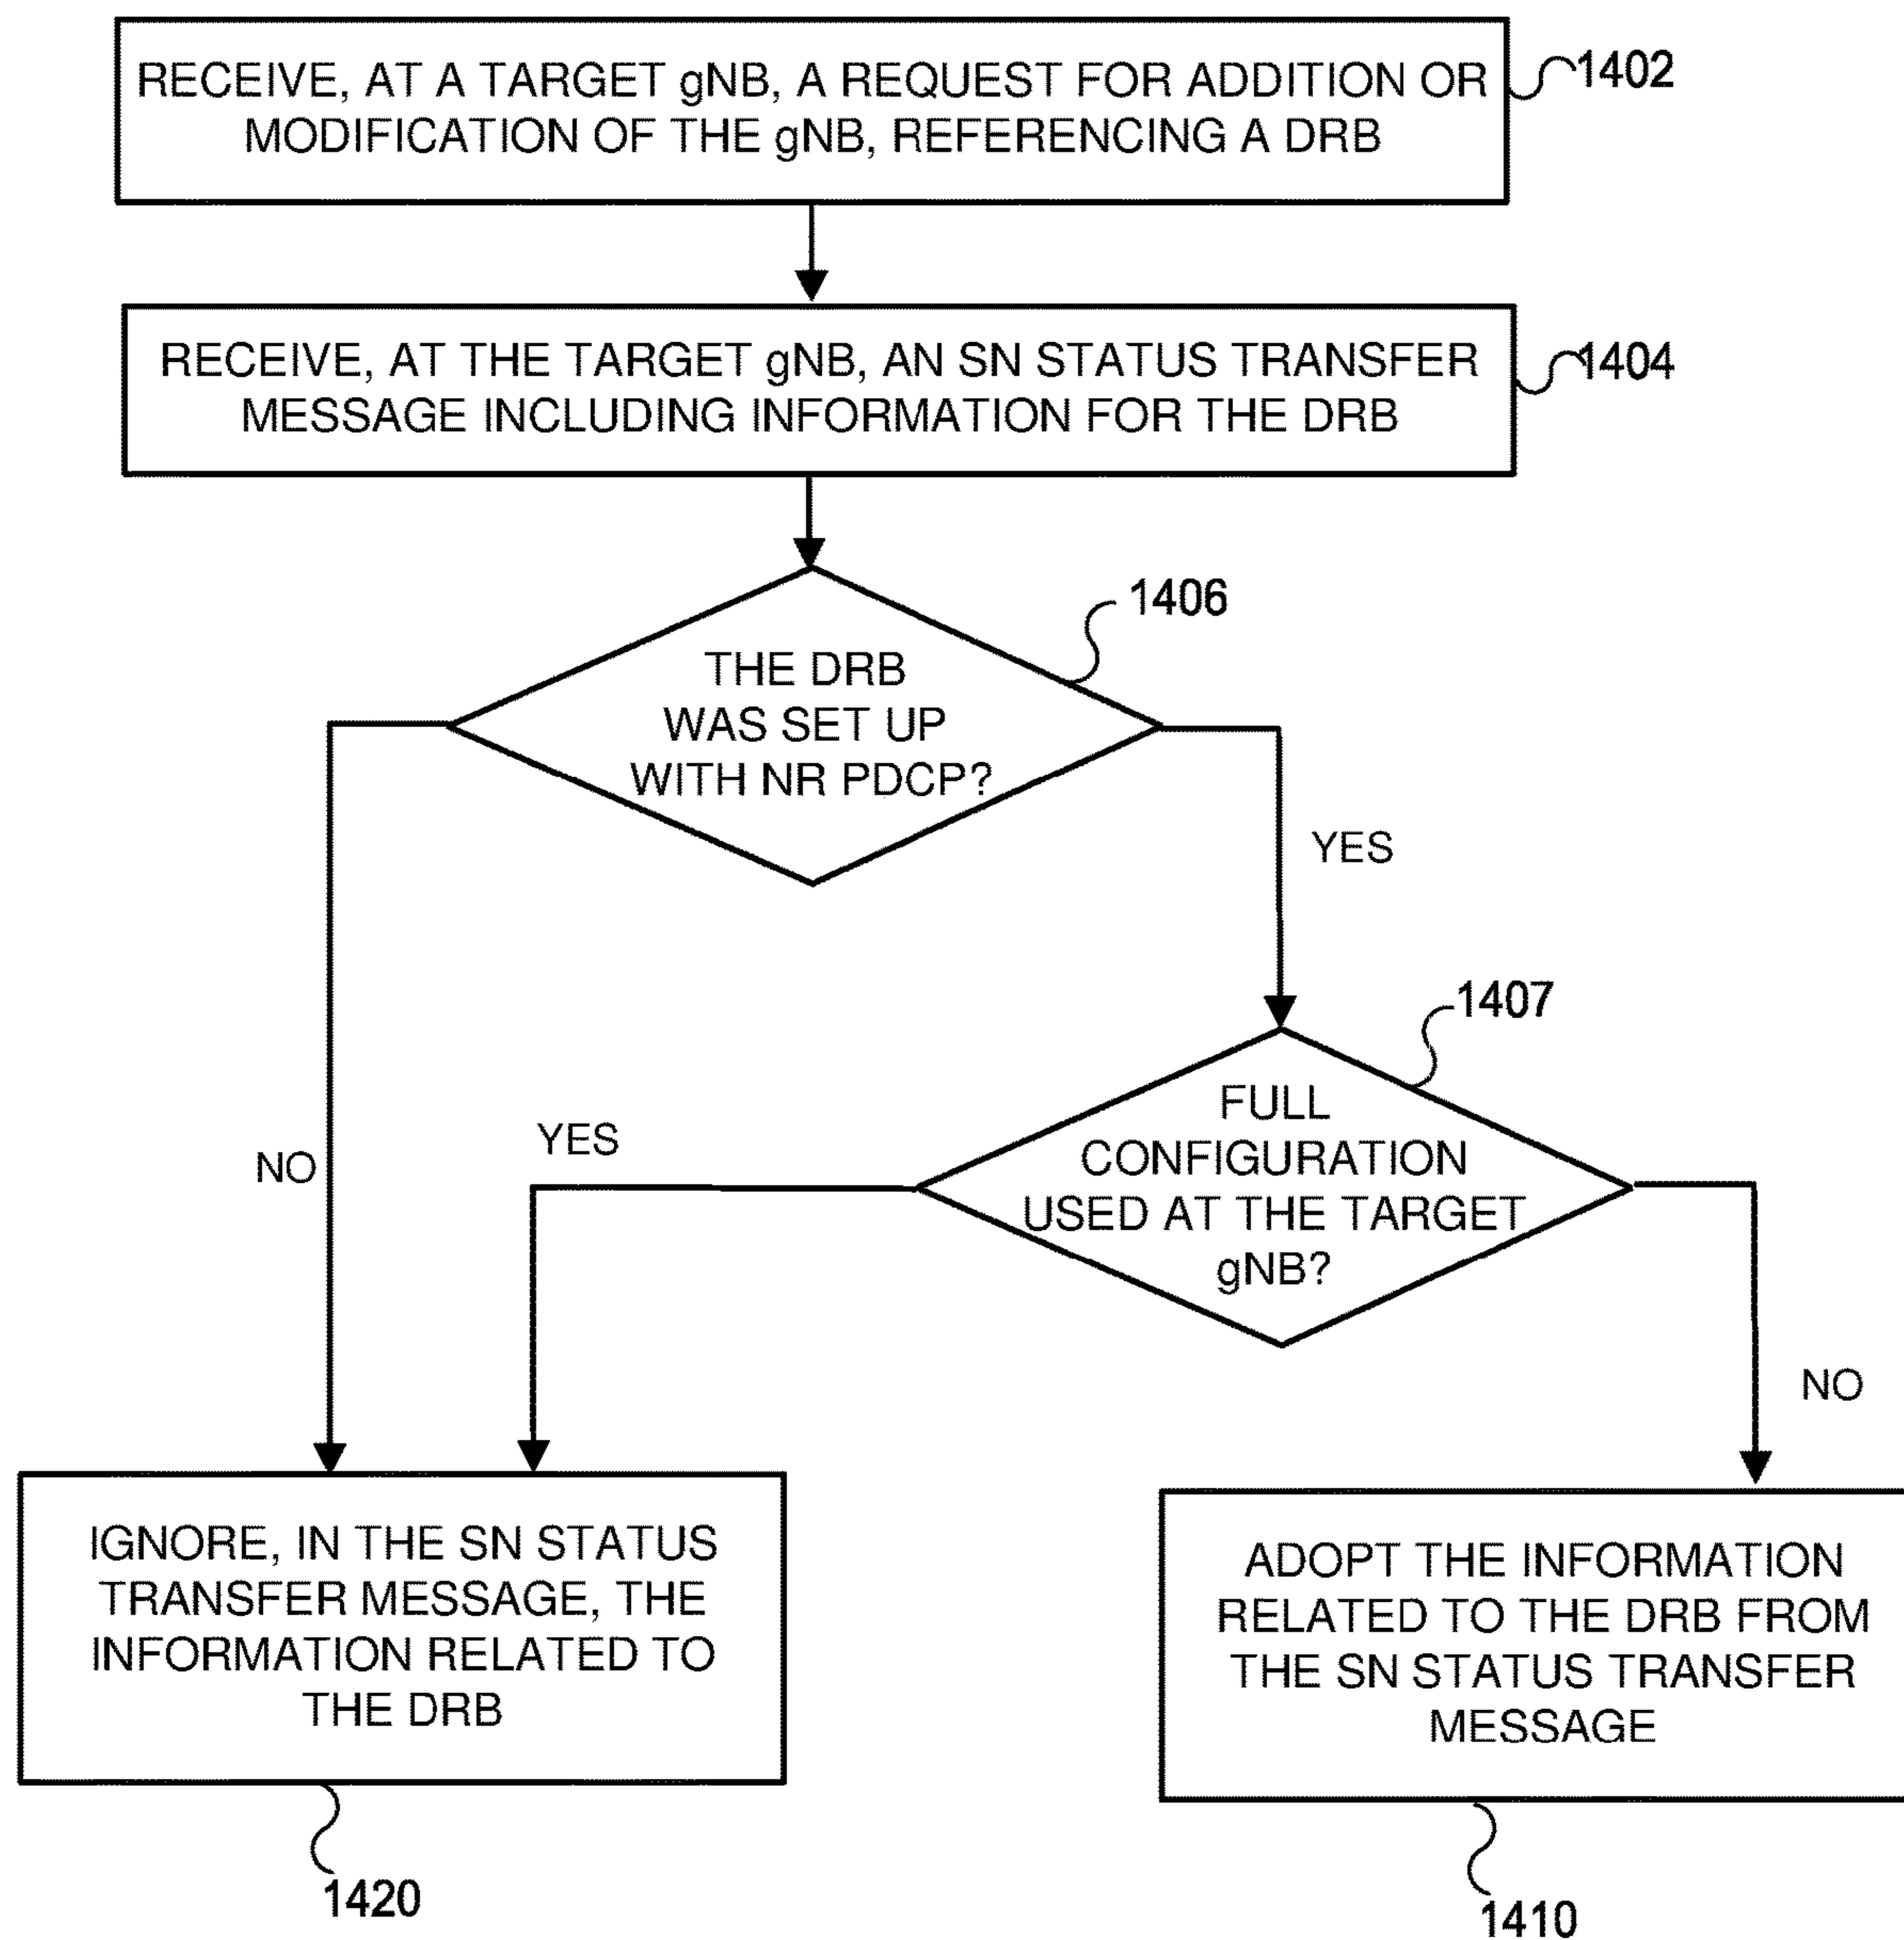 RECEIVE, AT A TARGET gNB, A REQUEST FOR ADDITION OR
MODIFICATION OF THE gNB, REFERENCING A DRB
1402
RECEIVE, AT THE TARGET gNB, AN SN STATUS TRANSFER
MESSAGE INCLUDING INFORMATION FOR THE DRB
1404
1406
THE DRB
WAS SET UP
WITH NR PDCP?
YES
1407
FULL
CONFIGURATION
USED AT THE TARGET
gNB?
YES
NO
NO
IGNORE, IN THE SN STATUS
TRANSFER MESSAGE, THE
INFORMATION RELATED TO
THE DRB
1420
ADOPT THE INFORMATION
RELATED TO THE DRB FROM
THE SN STATUS TRANSFER
MESSAGE
1410